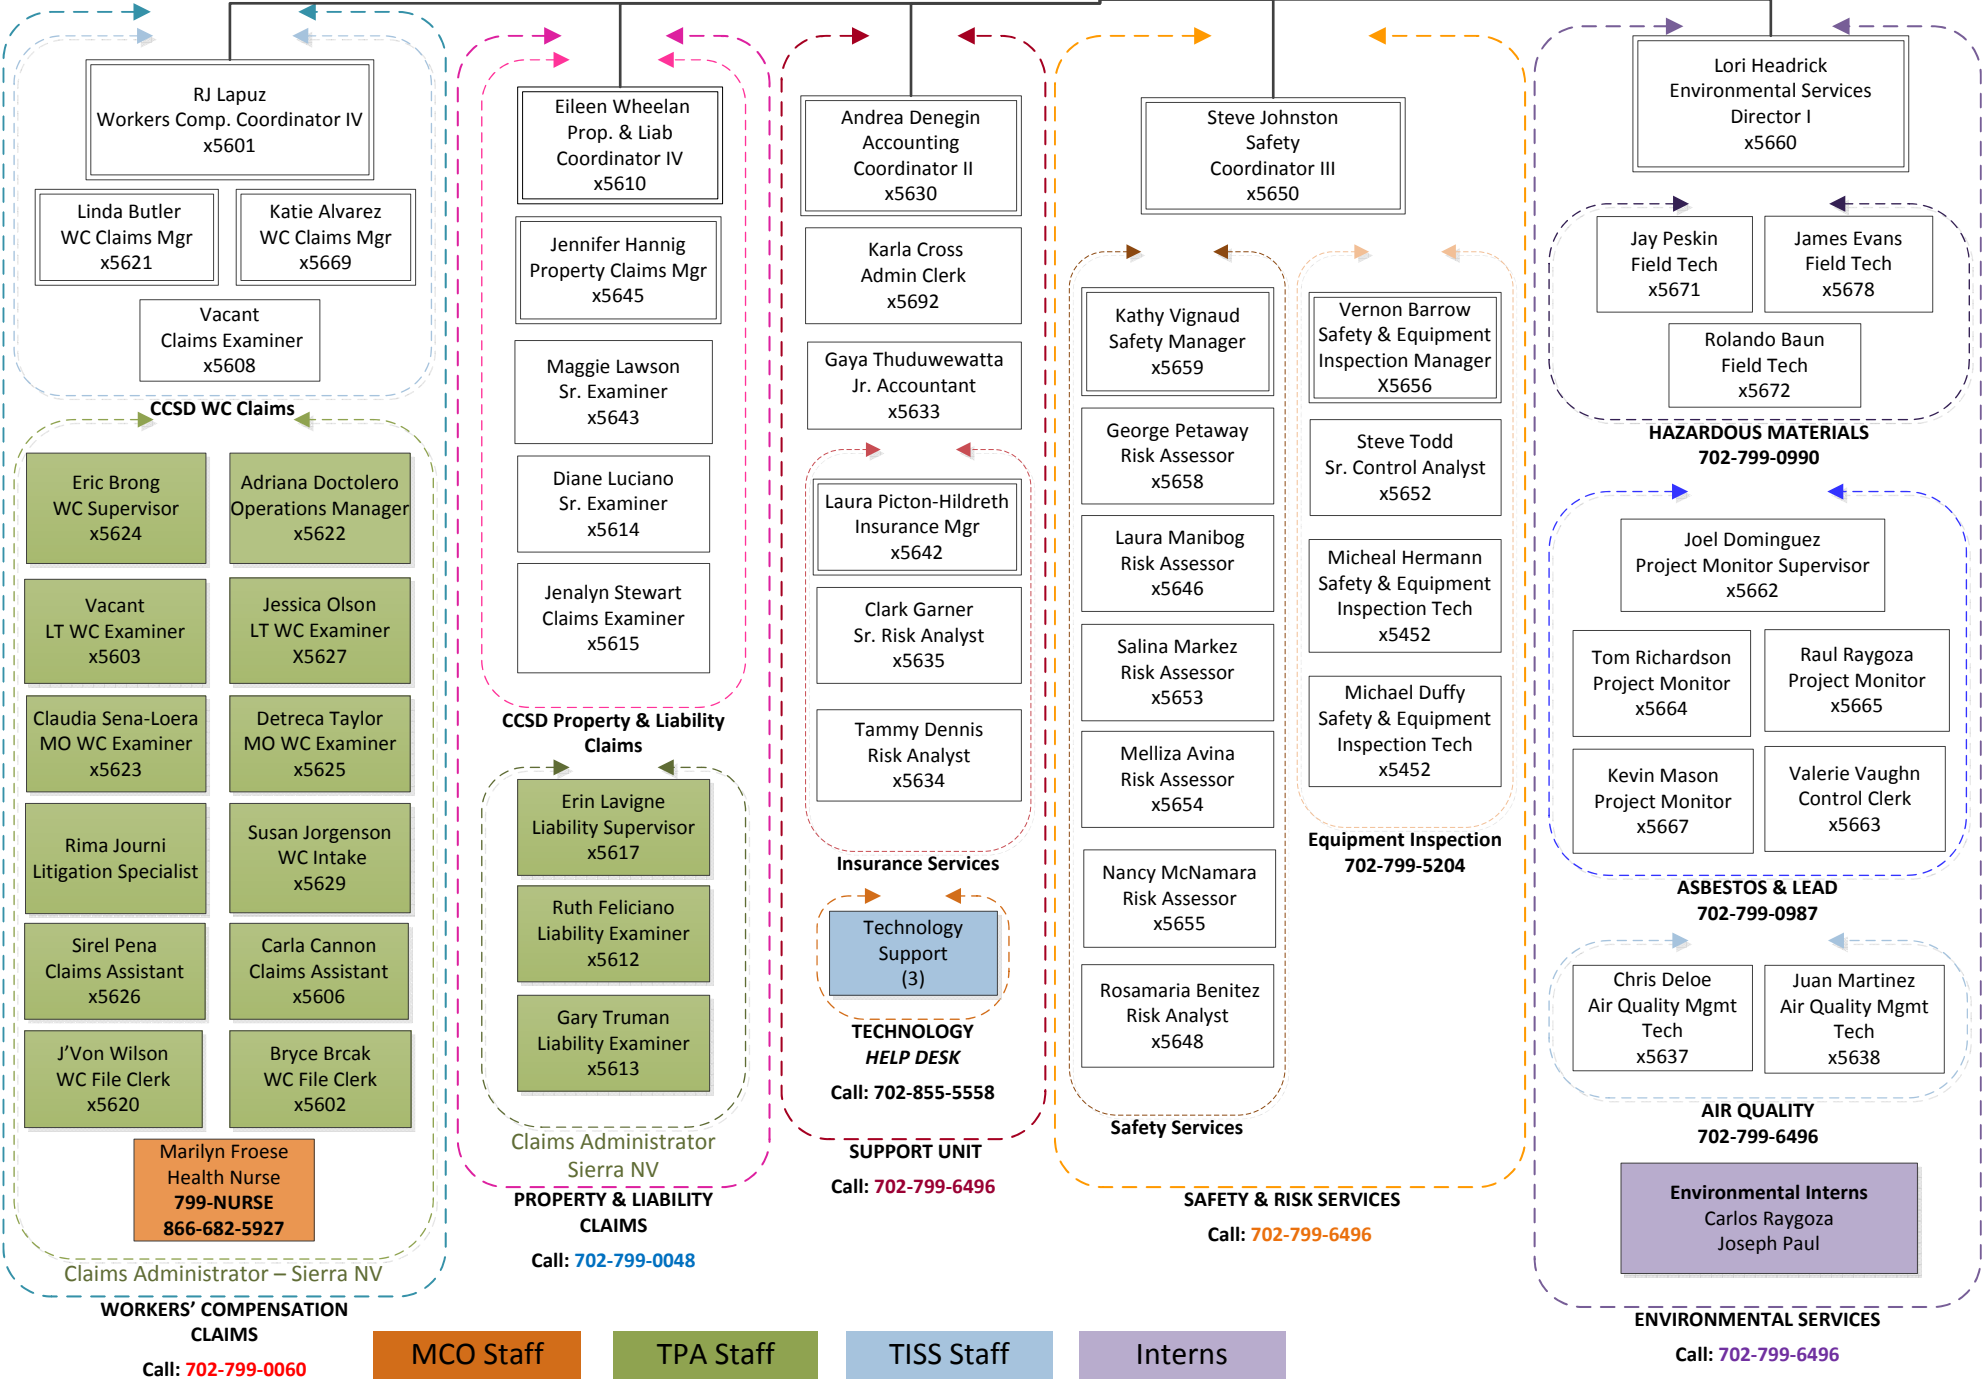 RJ Lapuz
Workers Comp. Coordinator IV
x5601
Linda Butler
WC Claims Mgr
x5621
Katie Alvarez
WC Claims Mgr
x5669
Vacant
Claims Examiner
x5608
CCSD WC Claims
Eric Brong
WC Supervisor
x5624
Adriana Doctolero
Operations Manager
x5622
Vacant
LT WC Examiner
x5603
Jessica Olson
LT WC Examiner
X5627
Claudia Sena-Loera
MO WC Examiner
x5623
Detreca Taylor
MO WC Examiner
x5625
Rima Journi
Litigation Specialist
Susan Jorgenson
WC Intake
x5629
Sirel Pena
Claims Assistant
x5626
Carla Cannon
Claims Assistant
x5606
J'Von Wilson
WC File Clerk
x5620
Bryce Brcak
WC File Clerk
x5602
Marilyn Froese
Health Nurse
799-NURSE
866-682-5927
Claims Administrator – Sierra NV
WORKERS' COMPENSATION
CLAIMS
Call: 702-799-0060
Eileen Wheelan
Prop. & Liab
Coordinator IV
x5610
Jennifer Hannig
Property Claims Mgr
x5645
Maggie Lawson
Sr. Examiner
x5643
Diane Luciano
Sr. Examiner
x5614
Jenalyn Stewart
Claims Examiner
x5615
CCSD Property & Liability
Claims
Erin Lavigne
Liability Supervisor
x5617
Ruth Feliciano
Liability Examiner
x5612
Gary Truman
Liability Examiner
x5613
Claims Administrator
Sierra NV
PROPERTY & LIABILITY
CLAIMS
Call: 702-799-0048
Andrea Denegin
Accounting
Coordinator II
x5630
Karla Cross
Admin Clerk
x5692
Gaya Thuduwewatta
Jr. Accountant
x5633
Laura Picton-Hildreth
Insurance Mgr
x5642
Clark Garner
Sr. Risk Analyst
x5635
Tammy Dennis
Risk Analyst
x5634
Insurance Services
Technology
Support
(3)
TECHNOLOGY
HELP DESK
Call: 702-855-5558
SUPPORT UNIT
Call: 702-799-6496
Steve Johnston
Safety
Coordinator III
x5650
Kathy Vignaud
Safety Manager
x5659
George Petaway
Risk Assessor
x5658
Laura Manibog
Risk Assessor
x5646
Salina Markez
Risk Assessor
x5653
Melliza Avina
Risk Assessor
x5654
Nancy McNamara
Risk Assessor
x5655
Rosamaria Benitez
Risk Analyst
x5648
Safety Services
Vernon Barrow
Safety & Equipment
Inspection Manager
X5656
Steve Todd
Sr. Control Analyst
x5652
Micheal Hermann
Safety & Equipment
Inspection Tech
x5452
Michael Duffy
Safety & Equipment
Inspection Tech
x5452
Equipment Inspection
702-799-5204
SAFETY & RISK SERVICES
Call: 702-799-6496
Lori Headrick
Environmental Services
Director I
x5660
Jay Peskin
Field Tech
x5671
James Evans
Field Tech
x5678
Rolando Baun
Field Tech
x5672
HAZARDOUS MATERIALS
702-799-0990
Joel Dominguez
Project Monitor Supervisor
x5662
Tom Richardson
Project Monitor
x5664
Raul Raygoza
Project Monitor
x5665
Kevin Mason
Project Monitor
x5667
Valerie Vaughn
Control Clerk
x5663
ASBESTOS & LEAD
702-799-0987
Chris Deloe
Air Quality Mgmt
Tech
x5637
Juan Martinez
Air Quality Mgmt
Tech
x5638
AIR QUALITY
702-799-6496
Environmental Interns
Carlos Raygoza
Joseph Paul
ENVIRONMENTAL SERVICES
Call: 702-799-6496
MCO Staff
TPA Staff
TISS Staff
Interns